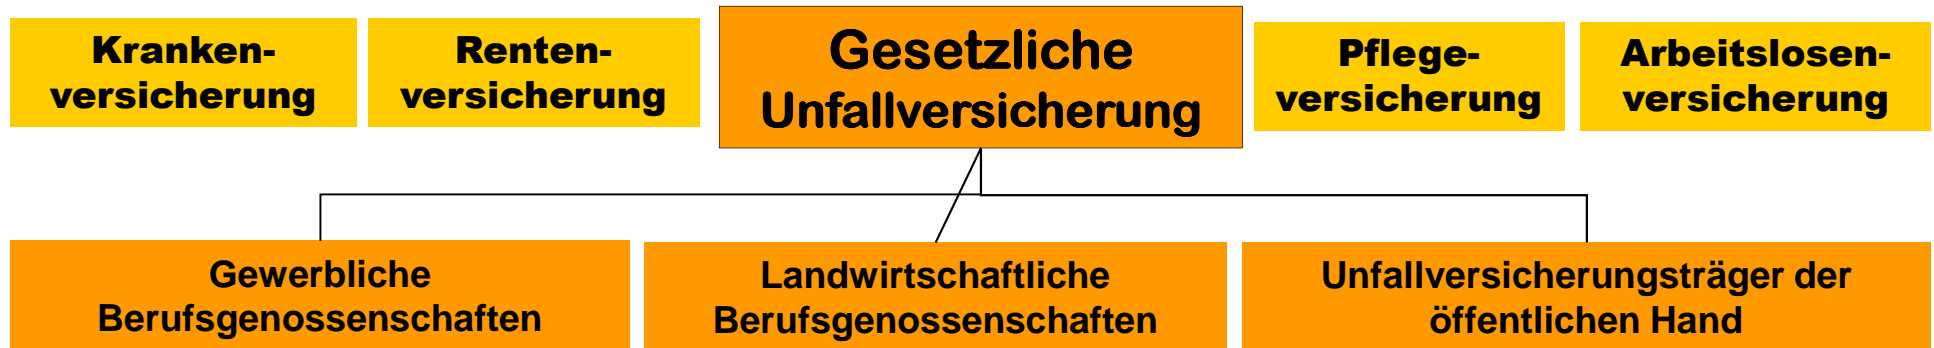 Kranken-
versicherung
Renten-
versicherung
Gesetzliche
Unfallversicherung
Pflege-
versicherung
Arbeitslosen-
versicherung
Gewerbliche
Berufsgenossenschaften
Landwirtschaftliche
Berufsgenossenschaften
Unfallversicherungsträger der
öffentlichen Hand